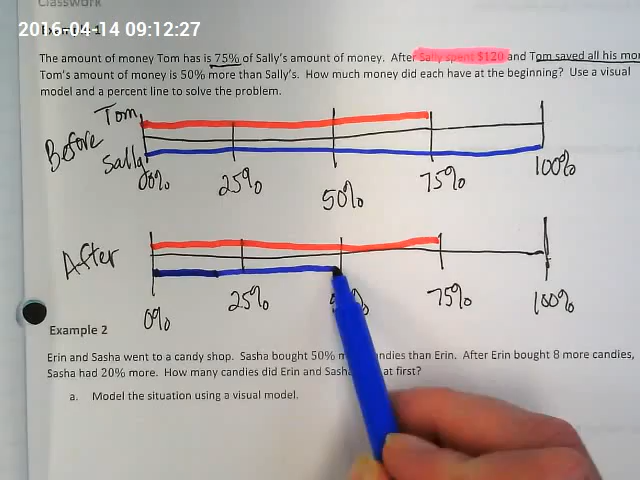 Classwork
2016-04-14 09:12:27
The amount of money Tom has is 75% of Sally's amount of money. After Sally spent $120 and Tom saved all his mon
Tom's amount of money is 50% more than Sally's. How much money did each have at the beginning? Use a visual
model and a percent line to solve the problem.
Before
Tom
Sally
0%
25%
50%
75%
100%
After
0%
25%
75%
100%
Example 2
Erin and Sasha went to a candy shop. Sasha bought 50% candies than Erin. After Erin bought 8 more candies,
Sasha had 20% more. How many candies did Erin and Sasha at first?
a. Model the situation using a visual model.